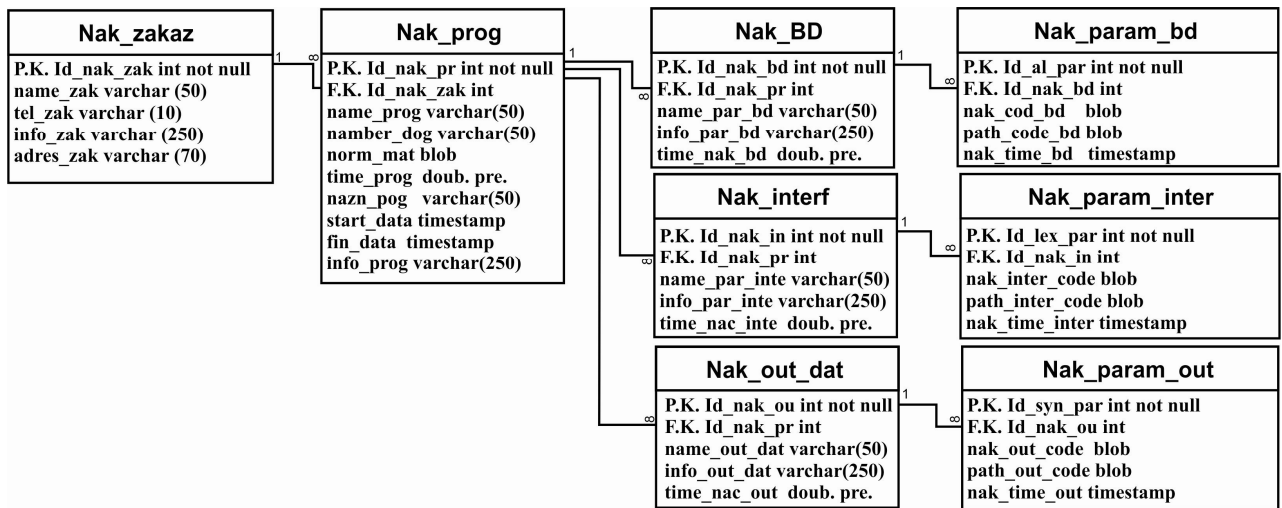 Nak_zakaz
P.K. Id_nak_zak int not null
name_zak varchar (50)
tel_zak varchar (10)
info_zak varchar (250)
adres_zak varchar (70)
1
8
Nak_prog
P.K. Id_nak_pr int not null
F.K. Id_nak_zak int
name_prog varchar(50)
namber_dog varchar(50)
norm_mat blob
time_prog doub. pre.
nazn_pog varchar(50)
start_data timestamp
fin_data timestamp
info_prog varchar(250)
1
8
8
8
Nak_BD
P.K. Id_nak_bd int not null
F.K. Id_nak_pr int
name_par_bd varchar(50)
info_par_bd varchar(250)
time_nak_bd doub. pre.
1
8
Nak_param_bd
P.K. Id_al_par int not null
F.K. Id_nak_bd int
nak_cod_bd blob
path_code_bd blob
nak_time_bd timestamp
Nak_interf
P.K. Id_nak_in int not null
F.K. Id_nak_pr int
name_par_inte varchar(50)
info_par_inte varchar(250)
time_nac_inte doub. pre.
1
8
Nak_param_inter
P.K. Id_lex_par int not null
F.K. Id_nak_in int
nak_inter_code blob
path_inter_code blob
nak_time_inter timestamp
Nak_out_dat
P.K. Id_nak_ou int not null
F.K. Id_nak_pr int
name_out_dat varchar(50)
info_out_dat varchar(250)
time_nac_out doub. pre.
1
8
Nak_param_out
P.K. Id_syn_par int not null
F.K. Id_nak_ou int
nak_out_code blob
path_out_code blob
nak_time_out timestamp